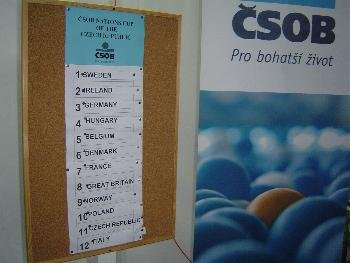 ČSOB NATIONS CUP
OF THE
CZECH REPUBLIC
1 SWEDEN
2 IRELAND
3 GERMANY
4 HUNGARY
5 BELGIUM
6 DENMARK
7 FRANCE
8 GREAT BRITAIN
9 NORWAY
10 POLAND
11 CZECH REPUBLIC
12 ITALY
ČSOB
Pro bohatší život